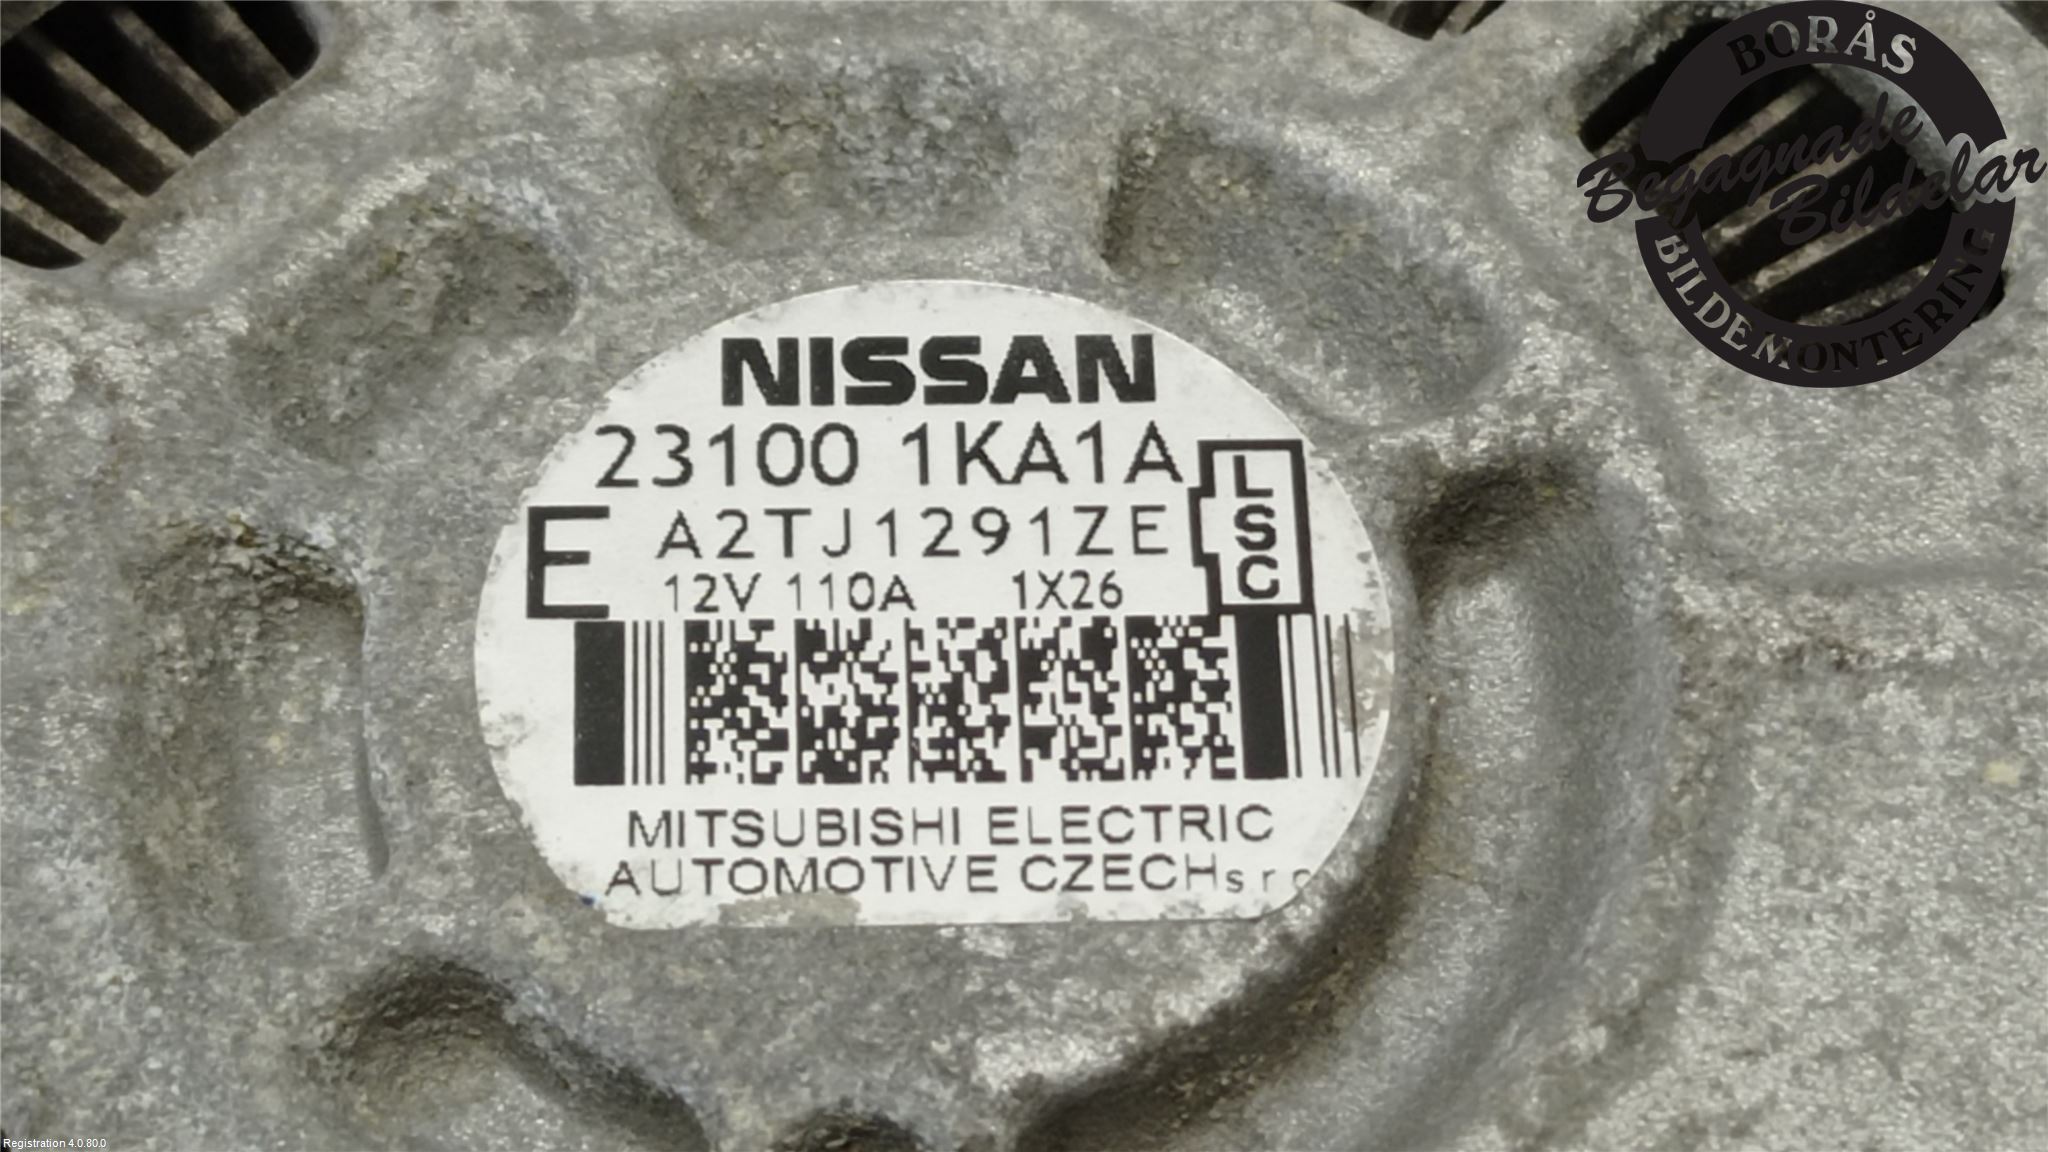 BORÅS
Begagnade
Bildelar
BILDEMONTERING
NISSAN
23100 1KA1A
E A2TJ1291ZE
LSC
12V 110A 1X26
MITSUBISHI ELECTRIC
AUTOMOTIVE CZECH s r o
Registration 4.0.80.0